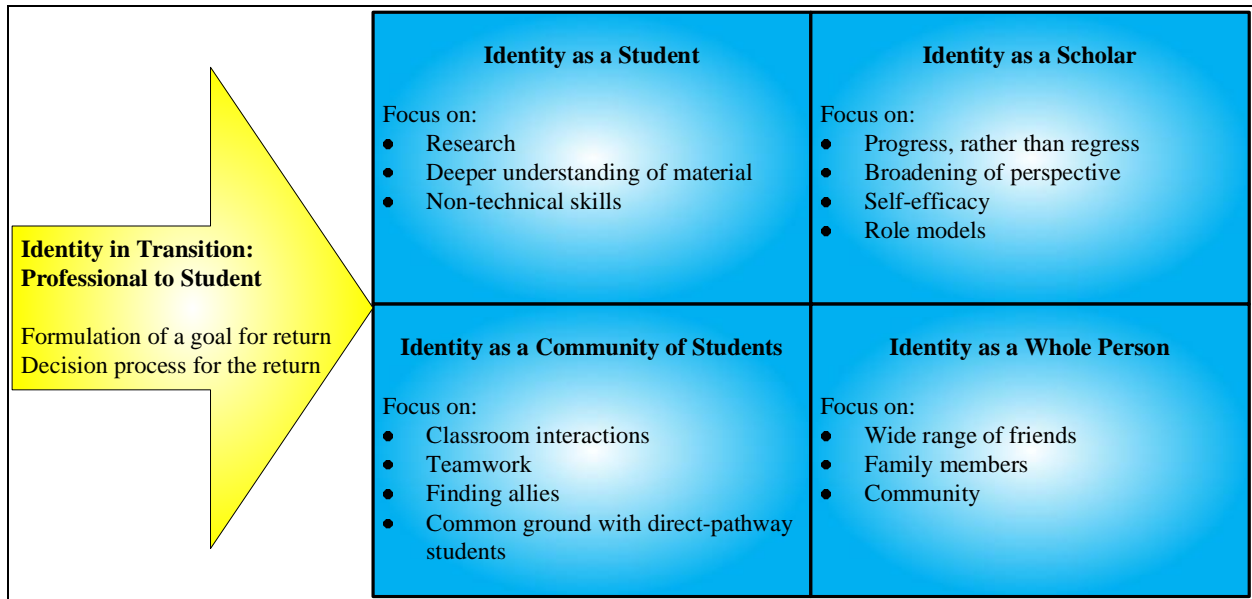 Identity in Transition:
Professional to Student
Formulation of a goal for return
Decision process for the return
Identity as a Student
Focus on:
● Research
● Deeper understanding of material
● Non-technical skills
Identity as a Scholar
Focus on:
● Progress, rather than regress
● Broadening of perspective
● Self-efficacy
● Role models
Identity as a Community of Students
Focus on:
● Classroom interactions
● Teamwork
● Finding allies
● Common ground with direct-pathway
students
Identity as a Whole Person
Focus on:
● Wide range of friends
● Family members
● Community